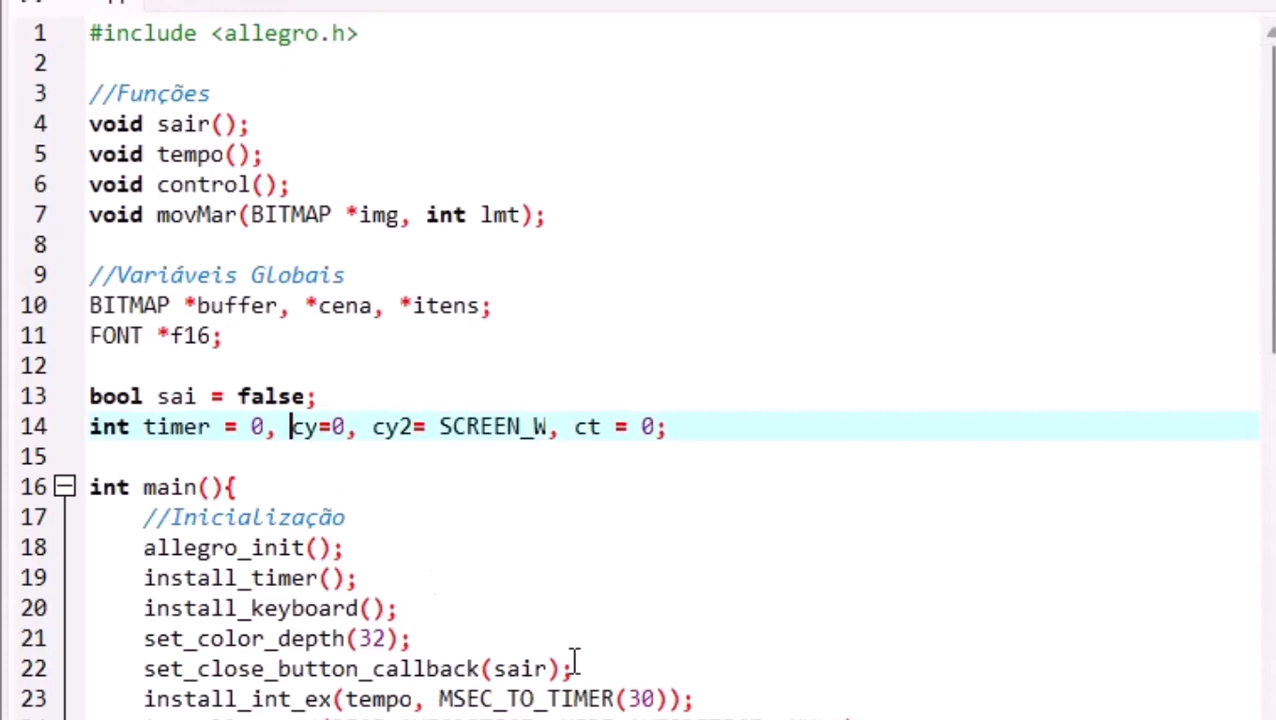 1 #include <allegro.h>
2
3 //Funções
4 void sair();
5 void tempo();
6 void control();
7 void movMar(BITMAP *img, int lmt);
8
9 //Variáveis Globais
10 BITMAP *buffer, *cena, *itens;
11 FONT *f16;
12
13 bool sai = false;
14 int timer = 0, cy=0, cy2= SCREEN_W, ct = 0;
15
16 int main(){
17 //Inicialização
18 allegro_init();
19 install_timer();
20 install_keyboard();
21 set_color_depth(32);
22 set_close_button_callback(sair);
23 install_int_ex(tempo, MSEC_TO_TIMER(30));